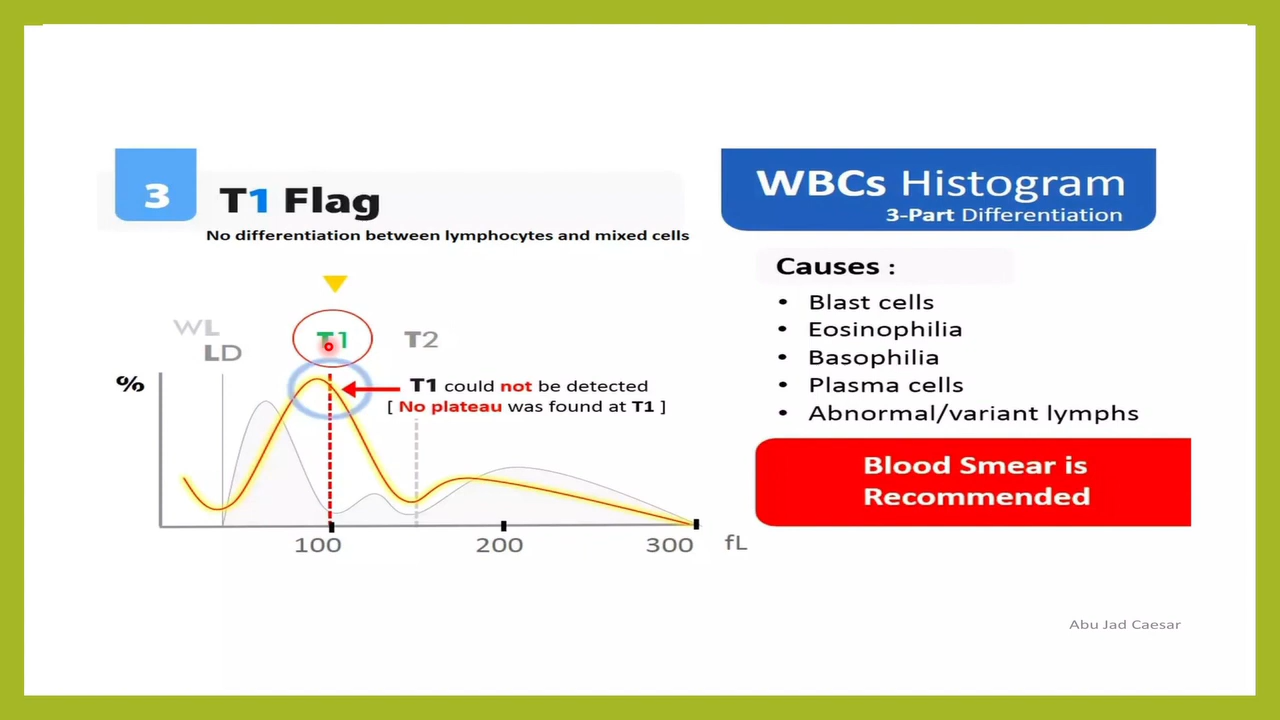 3
T1 Flag
No differentiation between lymphocytes and mixed cells
WL
LD
T1
T2
%
T1 could not be detected
[ No plateau was found at T1 ]
100
200
300
fL
WBCs Histogram
3-Part Differentiation
Causes :
• Blast cells
• Eosinophilia
• Basophilia
• Plasma cells
• Abnormal/variant lymphs
Blood Smear is
Recommended
Abu Jad Caesar